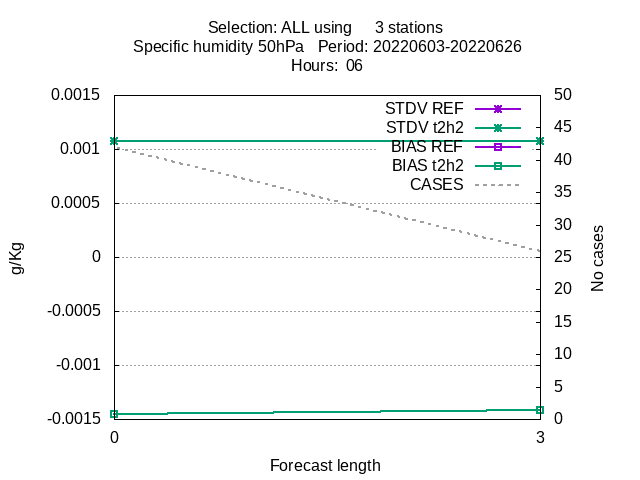 Selection: ALL using 3 stations
Specific humidity 50hPa Period: 20220603-20220626
Hours: 06
0.0015
0.001
0.0005
0
-0.0005
-0.001
-0.0015
g/Kg
STDV REF
STDV t2h2
BIAS REF
BIAS t2h2
CASES
50
45
40
35
30
25
20
15
10
5
0
No cases
0
3
Forecast length